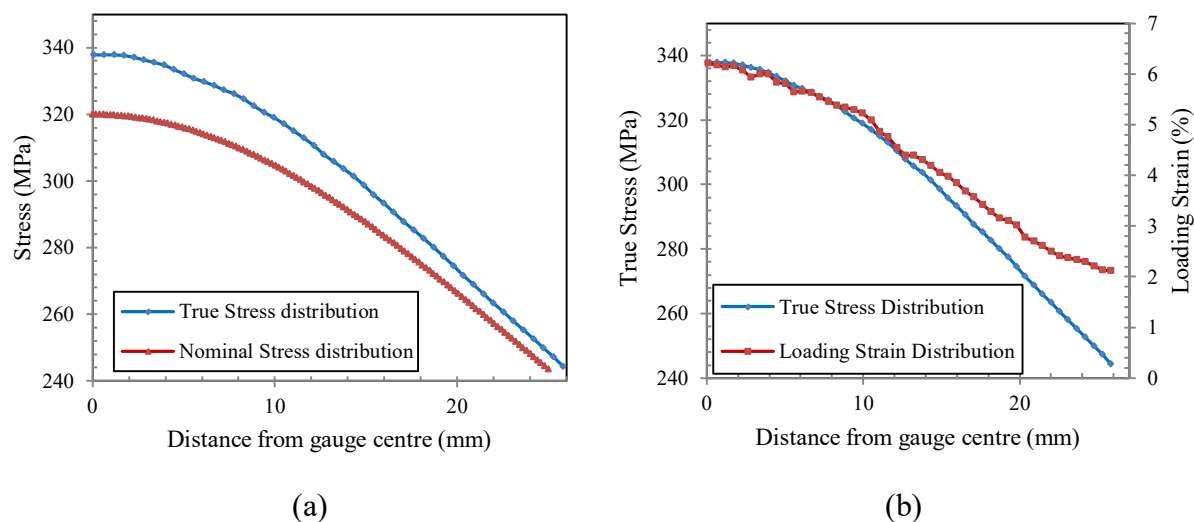 340
320
300
280
260
240
Stress (MPa)
True Stress distribution
Nominal Stress distribution
0
10
20
Distance from gauge centre (mm)
(a)
340
320
300
280
260
240
True Stress (MPa)
7
6
5
4
3
2
1
0
Loading Strain (%)
True Stress Distribution
Loading Strain Distribution
0
10
20
Distance from gauge centre (mm)
(b)